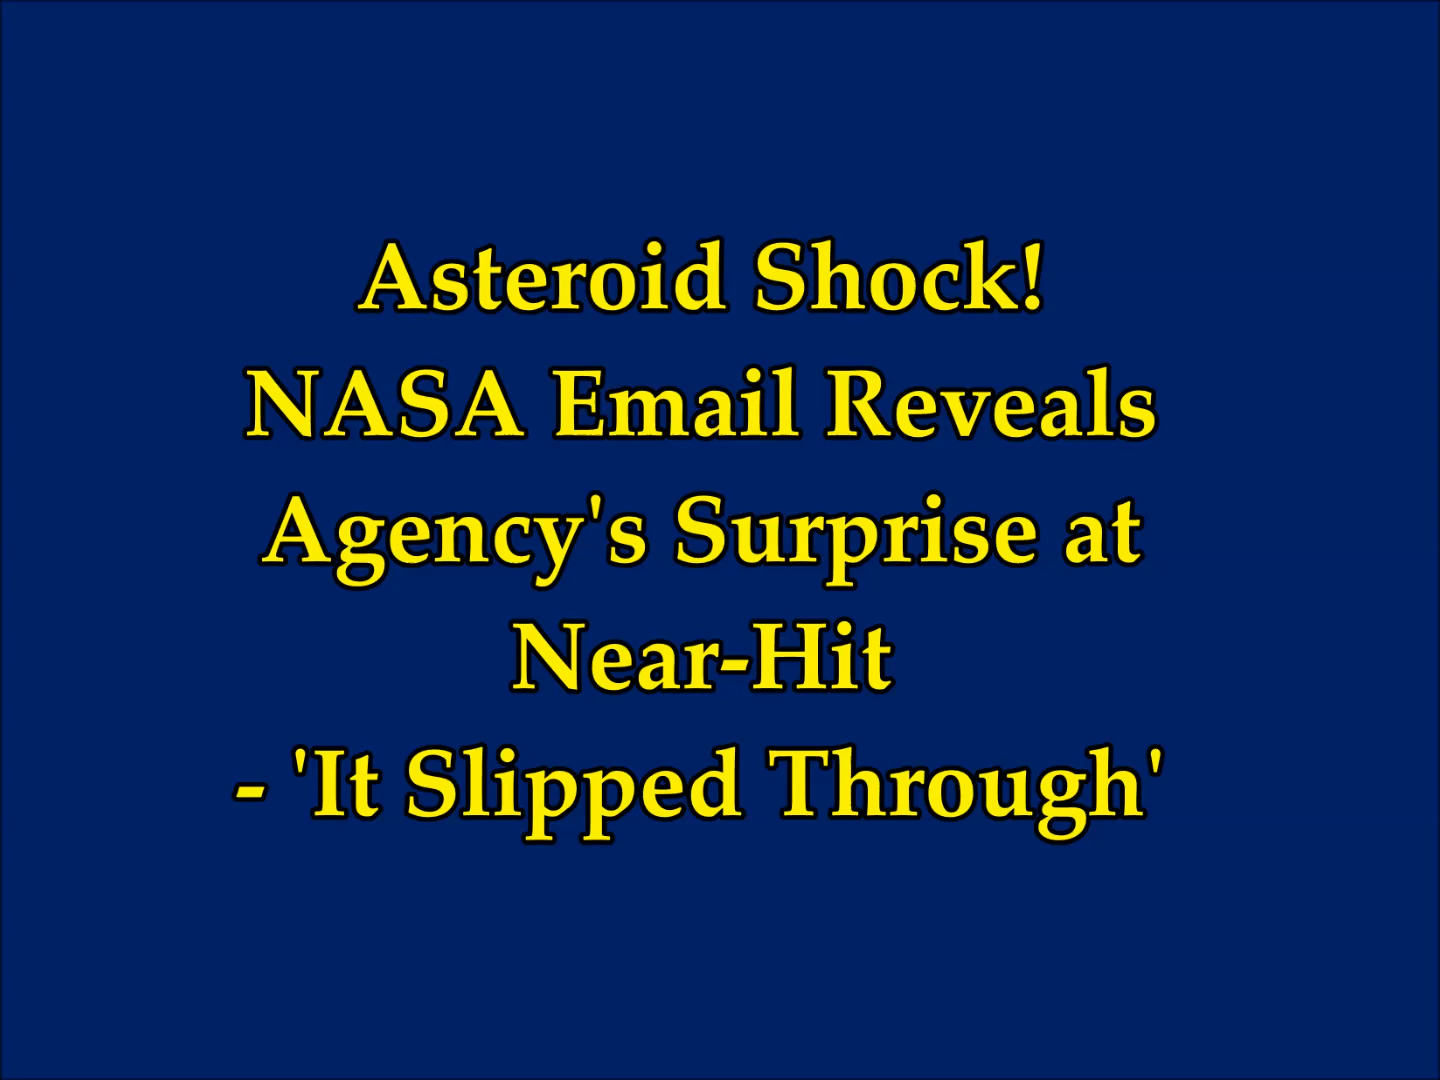 Asteroid Shock!
NASA Email Reveals
Agency's Surprise at
Near-Hit
- 'It Slipped Through'